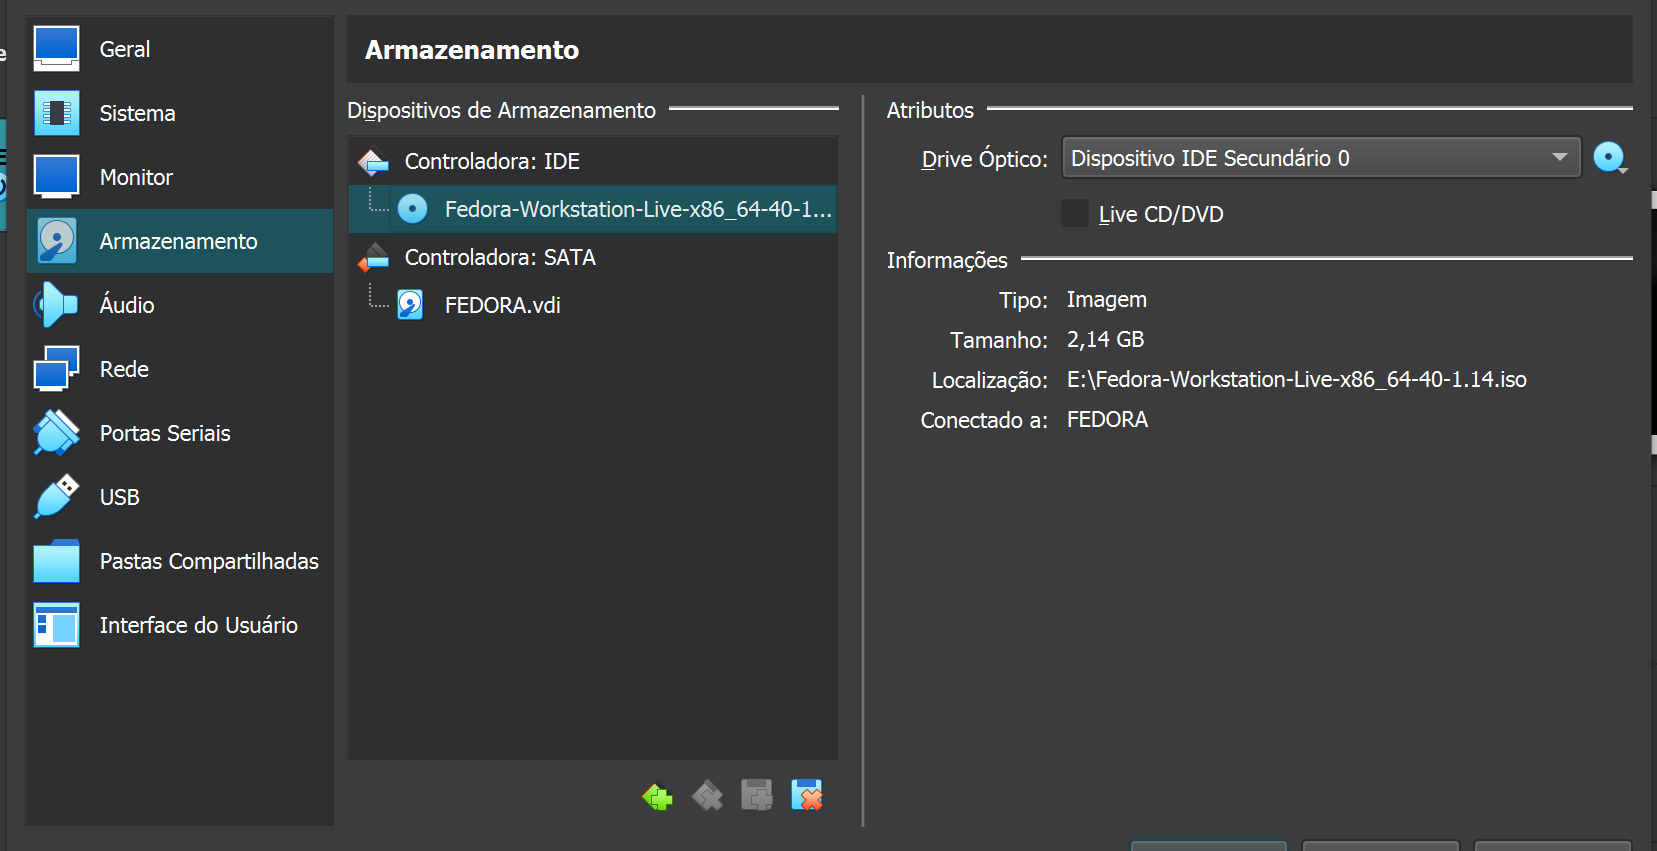 Geral
Sistema
Monitor
Armazenamento
Áudio
Rede
Portas Seriais
USB
Pastas Compartilhadas
Interface do Usuário
Armazenamento
Dispositivos de Armazenamento
Controladora: IDE
Fedora-Workstation-Live-x86_64-40-1...
Controladora: SATA
FEDORA.vdi
Atributos
Drive Óptico: Dispositivo IDE Secundário 0
Live CD/DVD
Informações
Tipo: Imagem
Tamanho: 2,14 GB
Localização: E:\Fedora-Workstation-Live-x86_64-40-1.14.iso
Conectado a: FEDORA